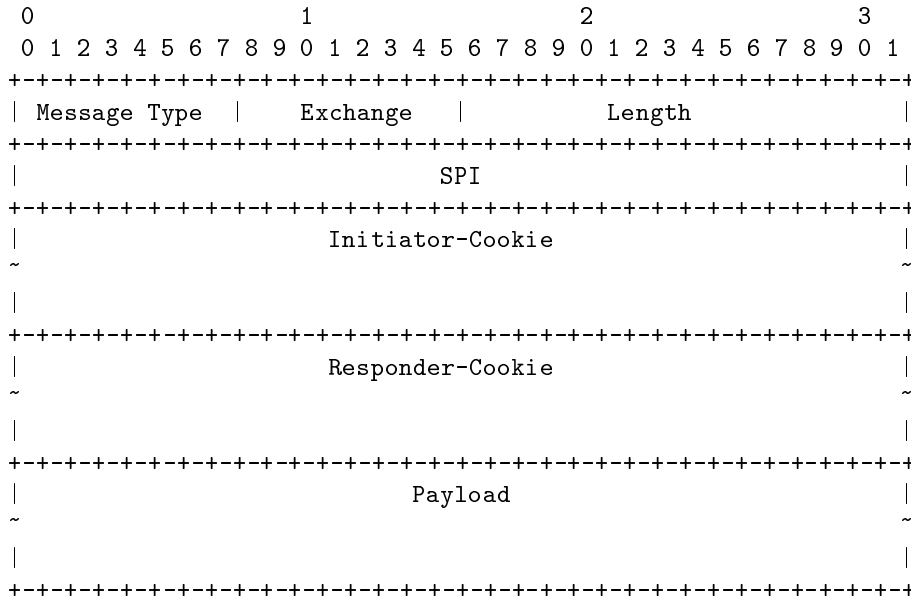 0                   1                   2                   3
 0 1 2 3 4 5 6 7 8 9 0 1 2 3 4 5 6 7 8 9 0 1 2 3 4 5 6 7 8 9 0 1
+-+-+-+-+-+-+-+-+-+-+-+-+-+-+-+-+-+-+-+-+-+-+-+-+-+-+-+-+-+-+-+-+
| Message Type  |    Exchange   |          Length               |
+-+-+-+-+-+-+-+-+-+-+-+-+-+-+-+-+-+-+-+-+-+-+-+-+-+-+-+-+-+-+-+-+
|                              SPI                              |
+-+-+-+-+-+-+-+-+-+-+-+-+-+-+-+-+-+-+-+-+-+-+-+-+-+-+-+-+-+-+-+-+
|                      Initiator-Cookie                         |
~                                                               ~
|                                                               |
+-+-+-+-+-+-+-+-+-+-+-+-+-+-+-+-+-+-+-+-+-+-+-+-+-+-+-+-+-+-+-+-+
|                      Responder-Cookie                         |
~                                                               ~
|                                                               |
+-+-+-+-+-+-+-+-+-+-+-+-+-+-+-+-+-+-+-+-+-+-+-+-+-+-+-+-+-+-+-+-+
|                            Payload                            |
~                                                               ~
|                                                               |
+-+-+-+-+-+-+-+-+-+-+-+-+-+-+-+-+-+-+-+-+-+-+-+-+-+-+-+-+-+-+-+-+